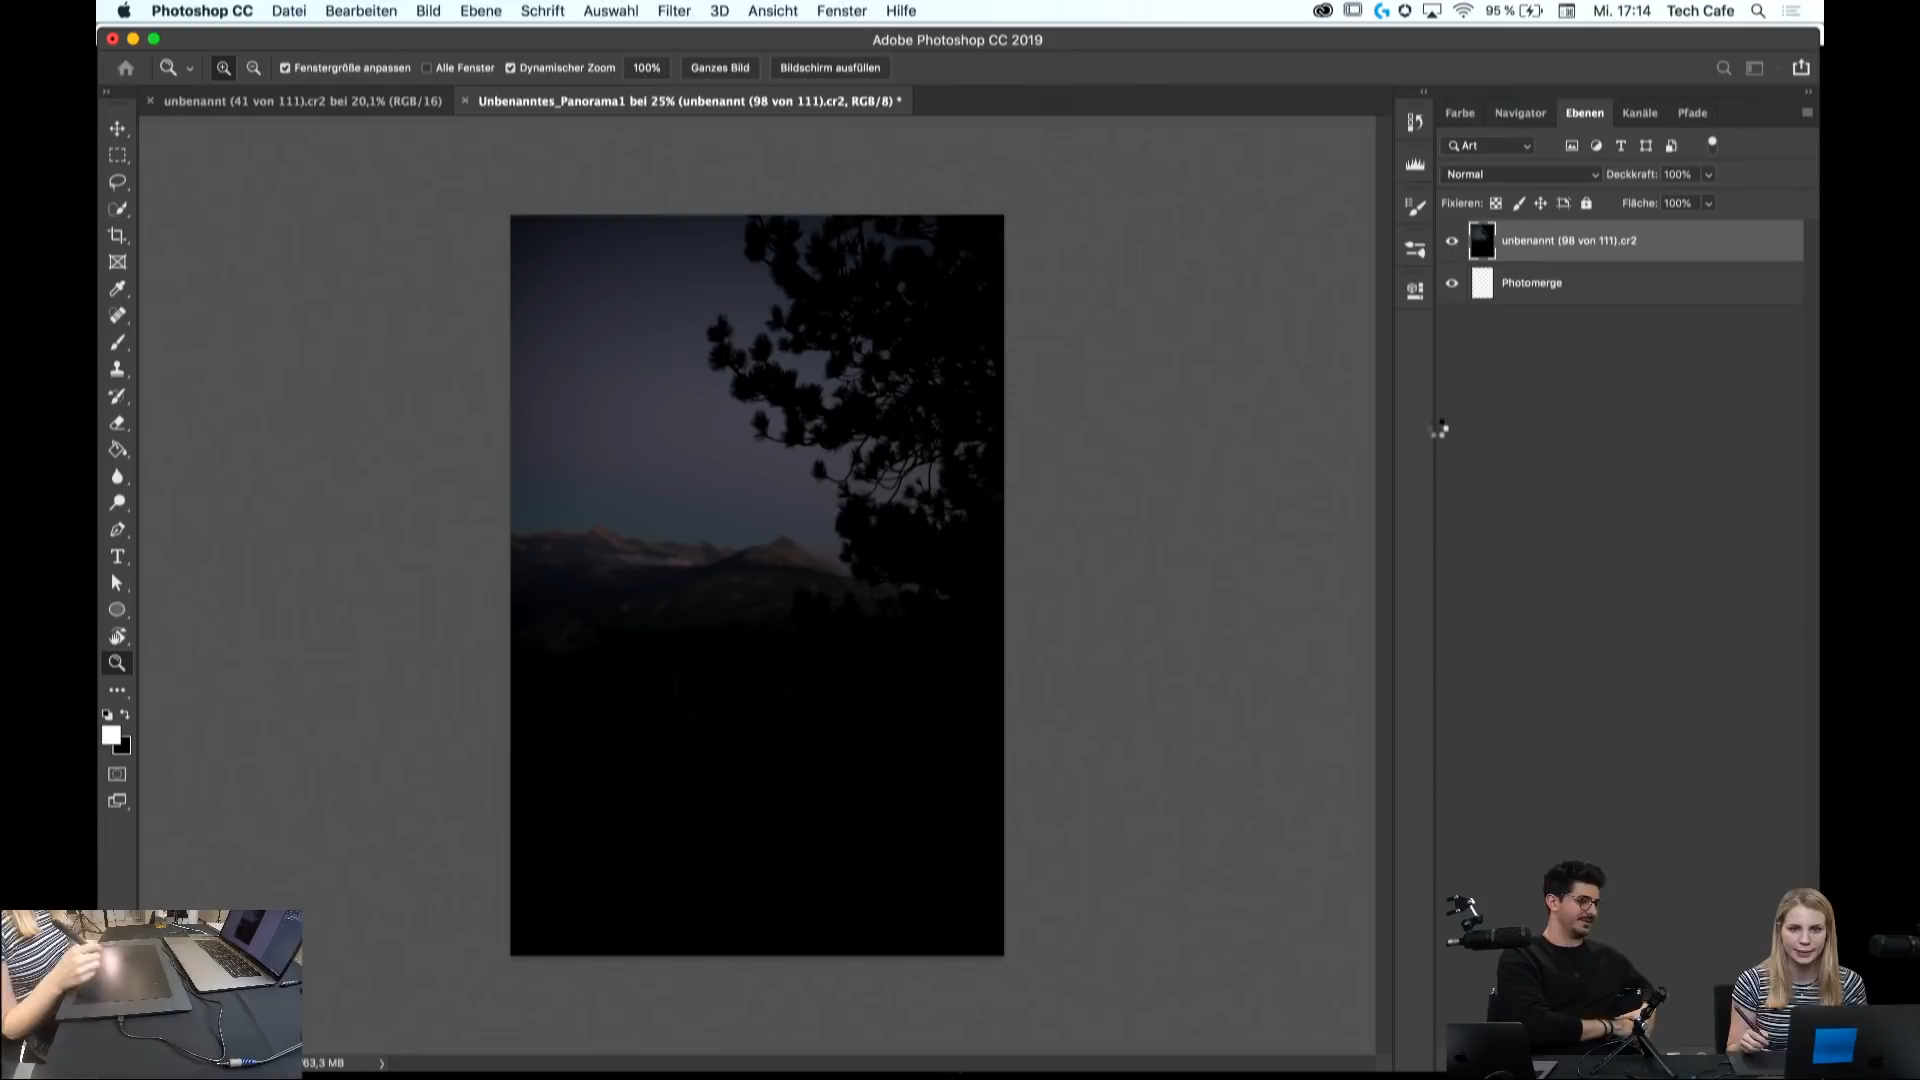 Photoshop CC Datei Bearbeiten Bild Ebene Schrift Auswahl Filter 3D Ansicht Fenster Hilfe 95 % Mi. 17:14 Tech Cafe
Adobe Photoshop CC 2019
Fenstergröße anpassen Alle Fenster Dynamischer Zoom 100% Ganzes Bild Bildschirm ausfüllen
unbenannt (41 von 111).cr2 bei 20,1% (RGB/16) Unbenanntes_Panorama1 bei 25% (unbenannt (98 von 111).cr2, RGB/8) *
Farbe Navigator Ebenen Kanäle Pfade
Art
Normal Deckkraft: 100%
Fixieren: Fläche: 100%
unbenannt (98 von 111).cr2
Photomerge
63,3 MB